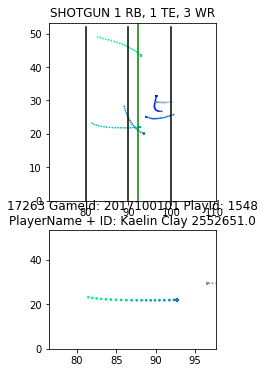 SHOTGUN 1 RB, 1 TE, 3 WR
50
40
30
20
10
0
80 90 100 110
17263 GameId: 2017100101 PlayId: 1548
PlayerName + ID: Kaelin Clay 2552651.0
40
20
0
80 85 90 95